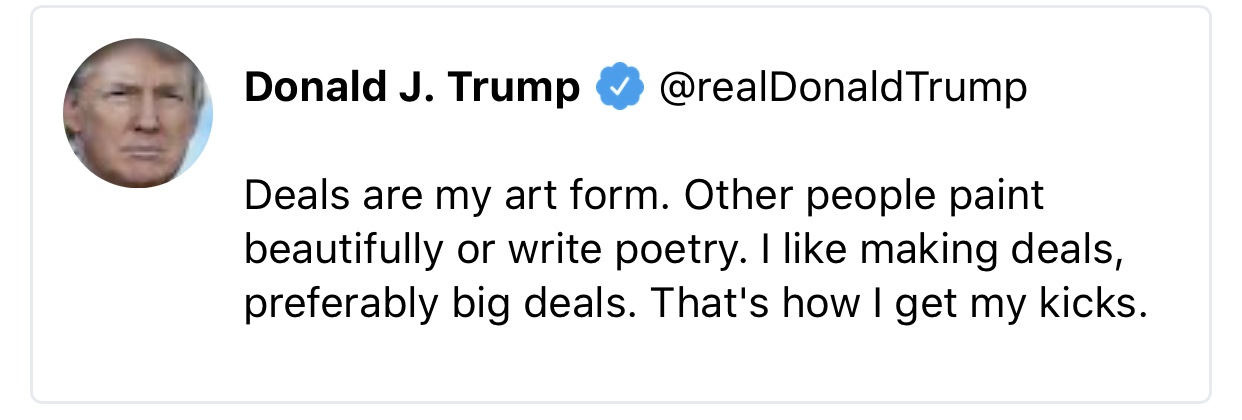 Donald J. Trump @realDonaldTrump
Deals are my art form. Other people paint
beautifully or write poetry. I like making deals,
preferably big deals. That's how I get my kicks.